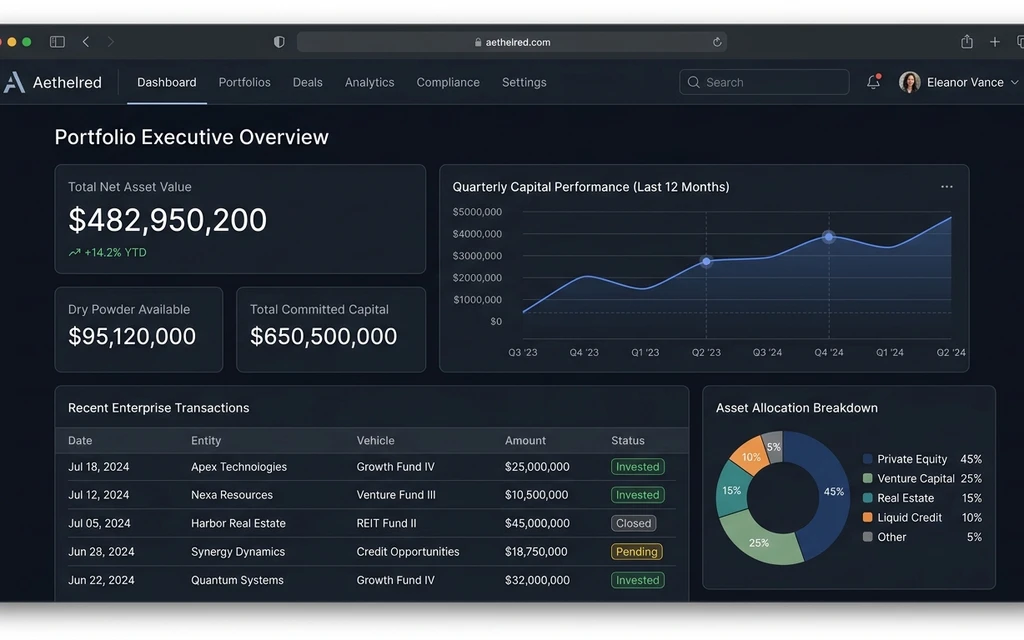 aethelred.com
Aethelred
Dashboard Portfolios Deals Analytics Compliance Settings Search Eleanor Vance
Portfolio Executive Overview
Total Net Asset Value
$482,950,200
+14.2% YTD
Dry Powder Available
$95,120,000
Total Committed Capital
$650,500,000
Quarterly Capital Performance (Last 12 Months)
$5000,000
$4000,000
$3000,000
$2000,000
$1000,000
$0
Q3 '23 Q4 '23 Q1 '23 Q2 '23 Q3 '24 Q4 '24 Q1 '24 Q2 '24
Recent Enterprise Transactions
Date Entity Vehicle Amount Status
Jul 18, 2024 Apex Technoiogies Growth Fund IV $25,000,000 Invested
Jul 12, 2024 Nexa Resources Venture Fund III $10,500,000 Invested
Jul 05, 2024 Harbor Real Estate REIT Fund II $45,000,000 Closed
Jun 28, 2024 Synergy Dynamics Credit Opportunities $18,750,000 Pending
Jun 22, 2024 Quantum Systems Growth Fund IV $32,000,000 Invested
Asset Allocation Breakdown
5%
10%
15%
45%
25%
Private Equity 45%
Venture Capital 25%
Real Estate 15%
Liquid Credit 10%
Other 5%